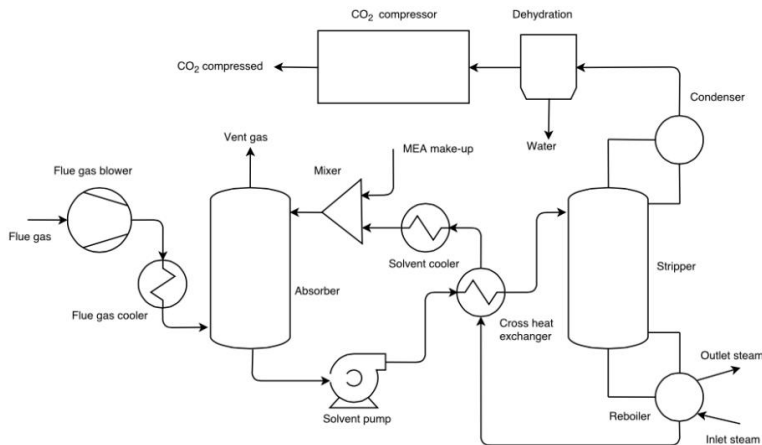 CO₂ compressor
Dehydration
CO₂ compressed
Condenser
Vent gas
MEA make-up
Water
Flue gas blower
Mixer
Flue gas
Solvent cooler
Stripper
Absorber
Flue gas cooler
Cross heat
exchanger
Outlet steam
Solvent pump
Reboiler
Inlet steam